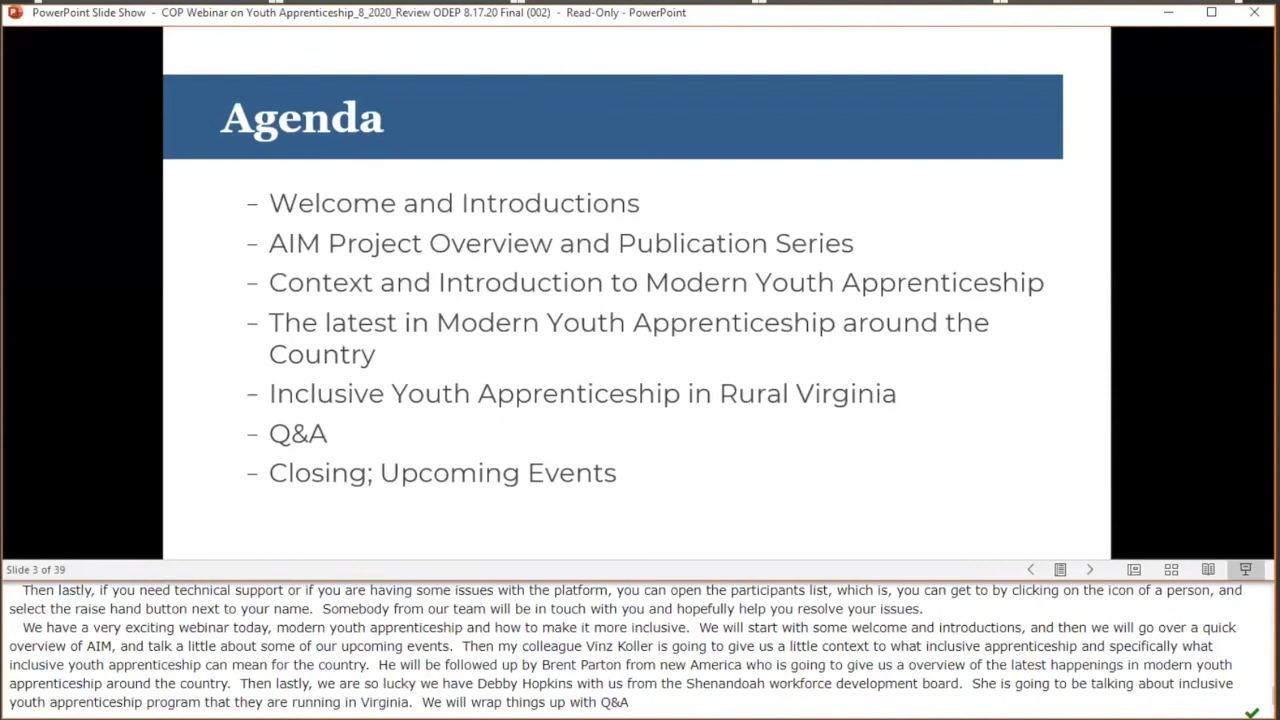 PowerPoint Slide Show - COP Webinar on Youth Apprenticeship_8_2020_Review ODEP 8.17.20 Final (002) - Read-Only - PowerPoint
Agenda
– Welcome and Introductions
– AIM Project Overview and Publication Series
– Context and Introduction to Modern Youth Apprenticeship
– The latest in Modern Youth Apprenticeship around the
Country
– Inclusive Youth Apprenticeship in Rural Virginia
– Q&A
– Closing; Upcoming Events
Slide 3 of 39
Then lastly, if you need technical support or if you are having some issues with the platform, you can open the participants list, which is, you can get to by clicking on the icon of a person, and
select the raise hand button next to your name. Somebody from our team will be in touch with you and hopefully help you resolve your issues.
We have a very exciting webinar today, modern youth apprenticeship and how to make it more inclusive. We will start with some welcome and introductions, and then we will go over a quick
overview of AIM, and talk a little about some of our upcoming events. Then my colleague Vinz Koller is going to give us a little context to what inclusive apprenticeship and specifically what
inclusive youth apprenticeship can mean for the country. He will be followed up by Brent Parton from new America who is going to give us a overview of the latest happenings in modern youth
apprenticeship around the country. Then lastly, we are so lucky we have Debby Hopkins with us from the Shenandoah workforce development board. She is going to be talking about inclusive
youth apprenticeship program that they are running in Virginia. We will wrap things up with Q&A